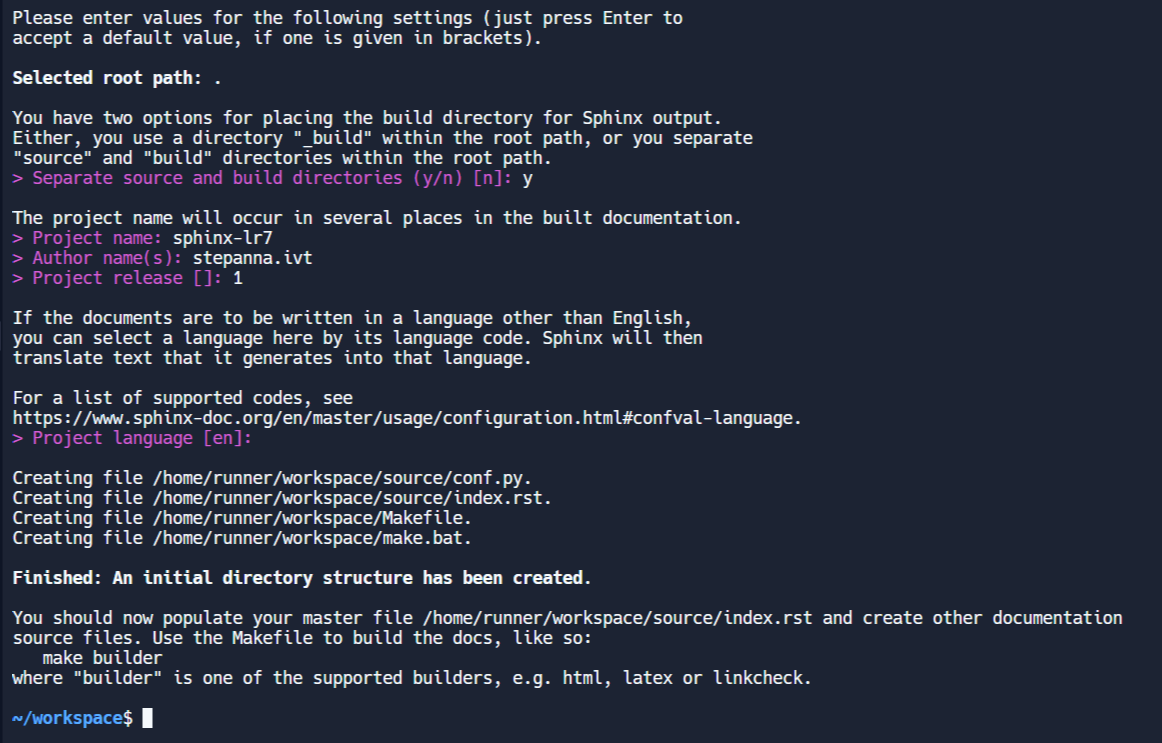 Please enter values for the following settings (just press Enter to
accept a default value, if one is given in brackets).
Selected root path: .
You have two options for placing the build directory for Sphinx output.
Either, you use a directory "_build" within the root path, or you separate
"source" and "build" directories within the root path.
> Separate source and build directories (y/n) [n]: y
The project name will occur in several places in the built documentation.
> Project name: sphinx-lr7
> Author name(s): stepanna.ivt
> Project release []: 1
If the documents are to be written in a language other than English,
you can select a language here by its language code. Sphinx will then
translate text that it generates into that language.
For a list of supported codes, see
https://www.sphinx-doc.org/en/master/usage/configuration.html#confval-language.
> Project language [en]:
Creating file /home/runner/workspace/source/conf.py.
Creating file /home/runner/workspace/source/index.rst.
Creating file /home/runner/workspace/Makefile.
Creating file /home/runner/workspace/make.bat.
Finished: An initial directory structure has been created.
You should now populate your master file /home/runner/workspace/source/index.rst and create other documentation
source files. Use the Makefile to build the docs, like so:
   make builder
where "builder" is one of the supported builders, e.g. html, latex or linkcheck.
~/workspace$